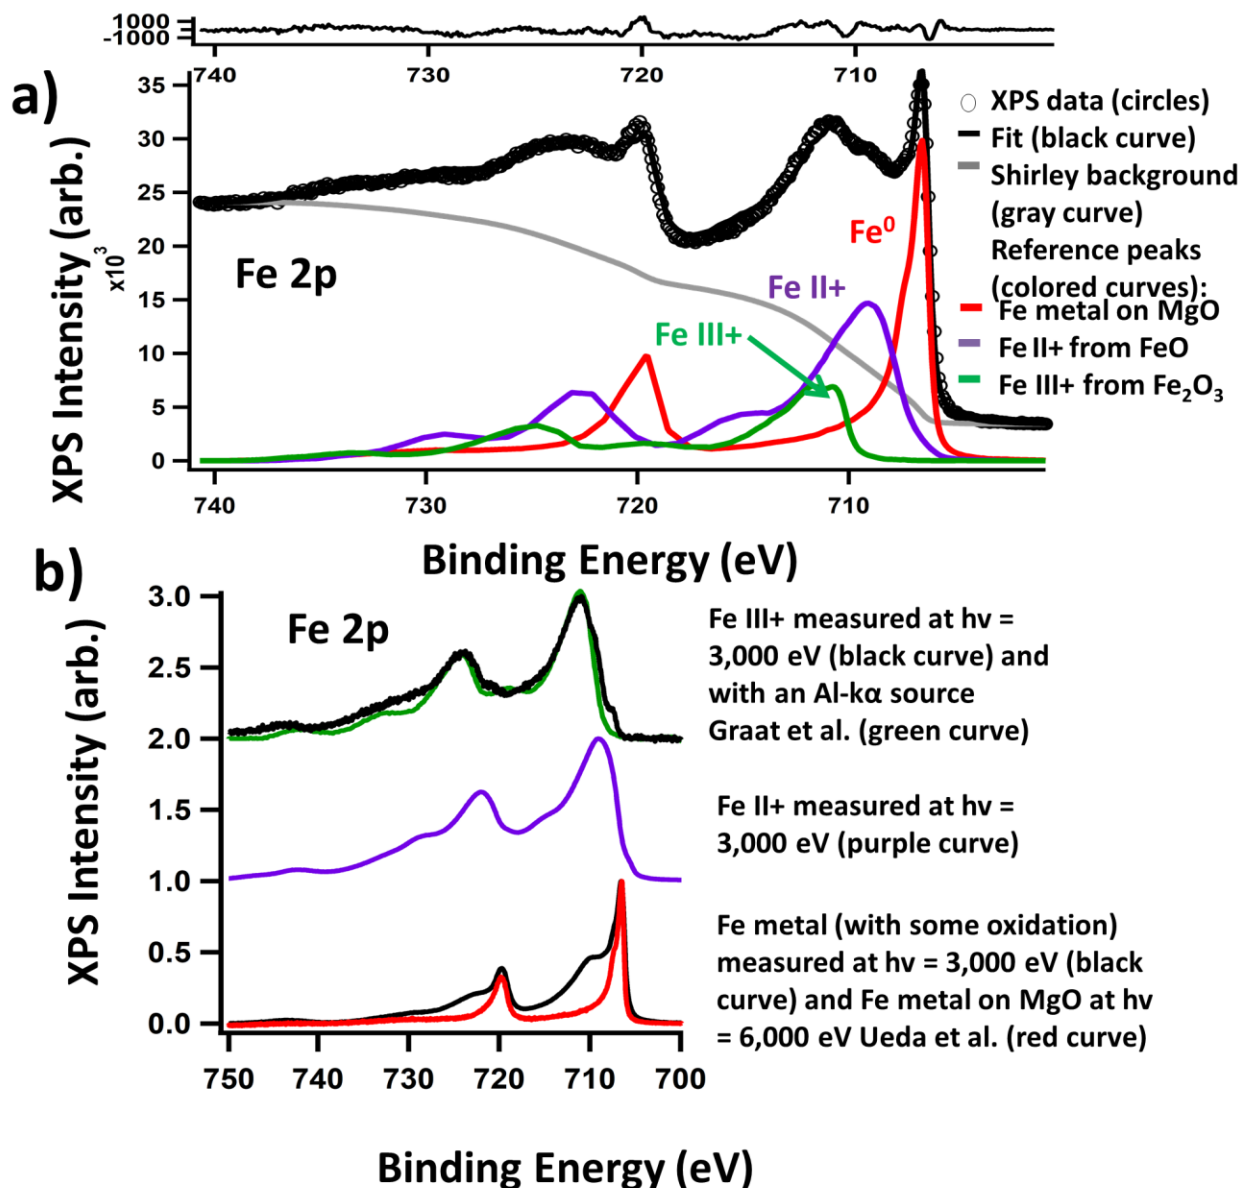 1000
-1000
740
730
720
710
a)
35
30
25
20
15
10
5
0
XPS Intensity (arb.)
x10³
Fe 2p
Fe III+
Fe II+
Fe⁰
XPS data (circles)
Fit (black curve)
Shirley background
(gray curve)
Reference peaks
(colored curves):
Fe metal on MgO
Fe II+ from FeO
Fe III+ from Fe₂O₃
740
730
720
710
Binding Energy (eV)
b)
3.0
2.5
2.0
1.5
1.0
0.5
0.0
XPS Intensity (arb.)
Fe 2p
Fe III+ measured at hv =
3,000 eV (black curve) and
with an Al-kα source
Graat et al. (green curve)
Fe II+ measured at hv =
3,000 eV (purple curve)
Fe metal (with some oxidation)
measured at hv = 3,000 eV (black
curve) and Fe metal on MgO at hv
= 6,000 eV Ueda et al. (red curve)
750
740
730
720
710
700
Binding Energy (eV)